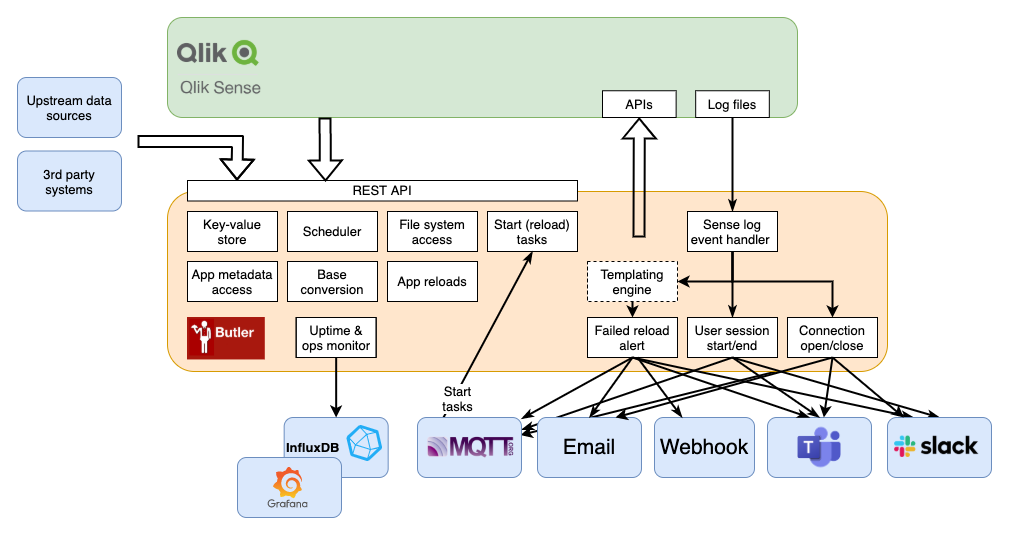 Qlik
Qlik Sense
Upstream data
sources
APIs
Log files
3rd party
systems
REST API
Key-value
store
Scheduler
File system
access
Start (reload)
tasks
Sense log
event handler
App metadata
access
Base
conversion
App reloads
Templating
engine
Butler
Uptime &
ops monitor
Failed reload
alert
User session
start/end
Connection
open/close
Start
tasks
InfluxDB
MQTT
.ORG
Email
Webhook
T
slack
Grafana